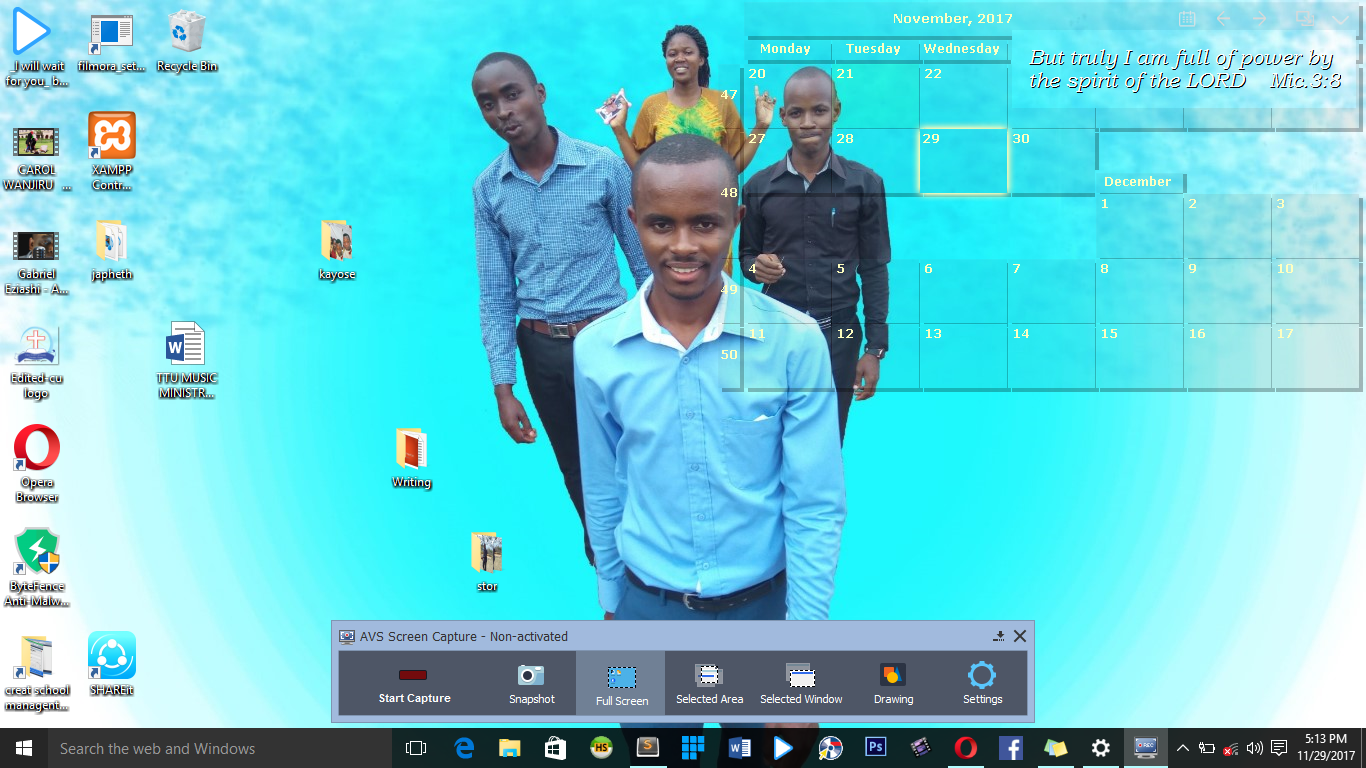 _I will wait
for you_ b...
filmora_set...
Recycle Bin
CAROL
WANJIRU ...
XAMPP
Contr...
Gabriel
Eziashi - A...
japheth
kayose
Edited-cu
logo
TTU MUSIC
MINISTR...
Opera
Browser
Writing
ByteFence
Anti-Malw...
stor
creat school
managent...
SHAREit
November, 2017
Monday Tuesday Wednesday
But truly I am full of power by
the spirit of the LORD Mic.3:8
47 20 21 22
48 27 28 29 30
December
1 2 3
49 4 5 6 7 8 9 10
50 11 12 13 14 15 16 17
AVS Screen Capture - Non-activated
Start Capture Snapshot Full Screen Selected Area Selected Window Drawing Settings
Search the web and Windows
HS
S
W
Ps
REC
5:13 PM
11/29/2017